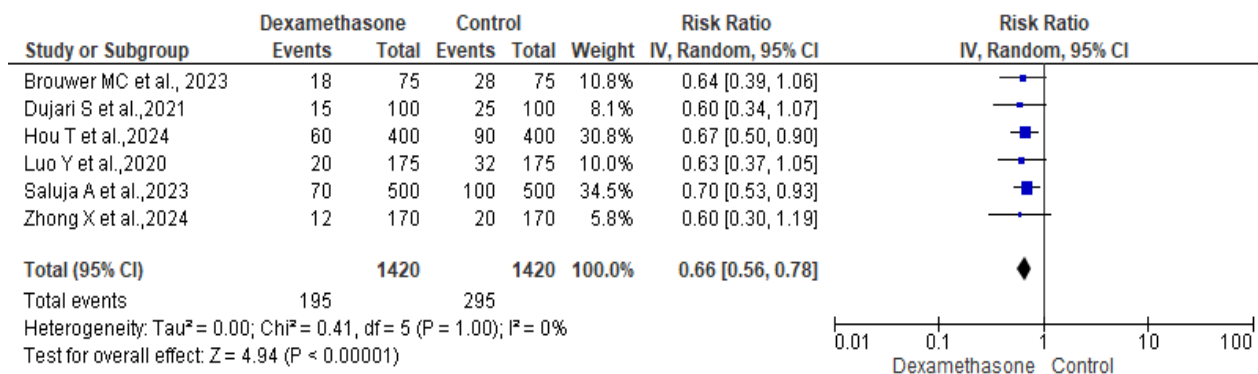 Dexamethasone Control Risk Ratio Risk Ratio
Study or Subgroup Events Total Events Total Weight IV, Random, 95% CI IV, Random, 95% CI
Brouwer MC et al., 2023 18 75 28 75 10.8% 0.64 [0.39, 1.06]
Dujari S et al.,2021 15 100 25 100 8.1% 0.60 [0.34, 1.07]
Hou T et al.,2024 60 400 90 400 30.8% 0.67 [0.50, 0.90]
Luo Y et al.,2020 20 175 32 175 10.0% 0.63 [0.37, 1.05]
Saluja A et al.,2023 70 500 100 500 34.5% 0.70 [0.53, 0.93]
Zhong X et al.,2024 12 170 20 170 5.8% 0.60 [0.30, 1.19]
Total (95% CI) 1420 1420 100.0% 0.66 [0.56, 0.78]
Total events 195 295
Heterogeneity: Tau² = 0.00; Chi² = 0.41, df = 5 (P = 1.00); I² = 0%
Test for overall effect: Z = 4.94 (P < 0.00001)
0.01 0.1 1 10 100
Dexamethasone Control